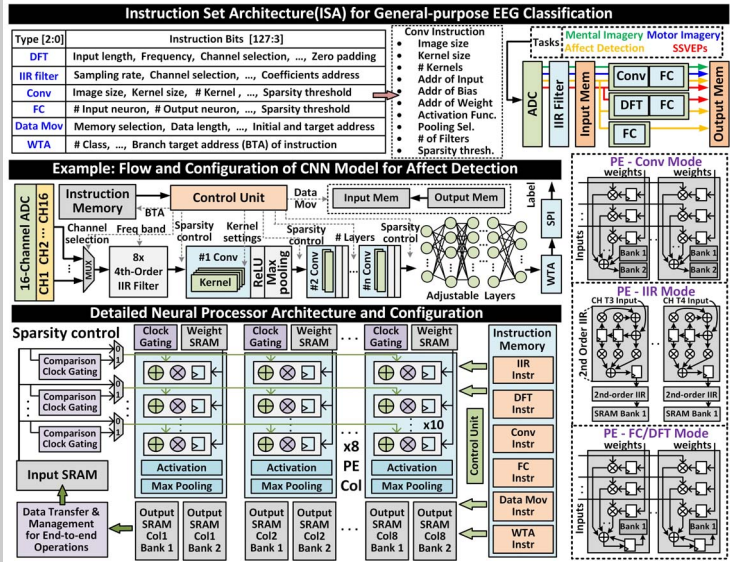 Instruction Set Architecture(ISA) for General-purpose EEG Classification
Type [2:0] Instruction Bits [127:3]
DFT Input length, Frequency, Channel selection, ..., Zero padding
IIR filter Sampling rate, Channel selection, ..., Coefficients address
Conv Image size, Kernel size, # Kernel , ..., Sparsity threshold
FC # Input neuron, # Output neuron, ..., Sparsity threshold
Data Mov Memory selection, Data length, ..., Initial and target address
WTA # Class, ..., Branch target address (BTA) of instruction
Conv Instruction
• Image size
• Kernel size
• # Kernels
• Addr of Input
• Addr of Bias
• Addr of Weight
• Activation Func.
• Pooling Sel.
• # of Filters
• Sparsity thresh.
Tasks
Mental Imagery Motor Imagery
Affect Detection SSVEPs
ADC
IIR Filter
Input Mem
Conv FC
DFT FC
FC
Output Mem
Example: Flow and Configuration of CNN Model for Affect Detection
16-Channel ADC
CH1 CH2 ... CH16
Instruction
Memory
Control Unit
Data
Mov
Input Mem
Output Mem
BTA
Channel
selection
Freq band
MUX
8x
4th-Order
IIR Filter
Sparsity
control
Kernel
settings
#1 Conv
Kernel
ReLU
Max
pooling
Sparsity
control
# Layers
#2 Conv
...
#n Conv
Sparsity
control
Adjustable Layers
WTA
SPI
Label
Detailed Neural Processor Architecture and Configuration
Sparsity control
Comparison
Clock Gating
0
1
Comparison
Clock Gating
0
1
Comparison
Clock Gating
0
1
Input SRAM
Data Transfer &
Management
for End-to-end
Operations
Clock
Gating
Weight
SRAM
Clock
Gating
Weight
SRAM
...
Clock
Gating
Weight
SRAM
x10
x8
PE
Col
Activation
Max Pooling
Activation
Max Pooling
Activation
Max Pooling
Output
SRAM
Col1
Bank 1
Output
SRAM
Col1
Bank 2
Output
SRAM
Col2
Bank 1
Output
SRAM
Col2
Bank 2
...
Output
SRAM
Col8
Bank 1
Output
SRAM
Col8
Bank 2
Control Unit
Instruction
Memory
IIR
Instr
DFT
Instr
Conv
Instr
FC
Instr
Data Mov
Instr
WTA
Instr
PE - Conv Mode
weights weights
Inputs
Bank 1
Bank 2
Bank 1
Bank 2
PE - IIR Mode
CH T3 Input CH T4 Input
2nd Order IIR
2nd-order IIR 2nd-order IIR
SRAM Bank 1 SRAM Bank 1
PE - FC/DFT Mode
weights weights
Inputs
Bank 1
Bank 1